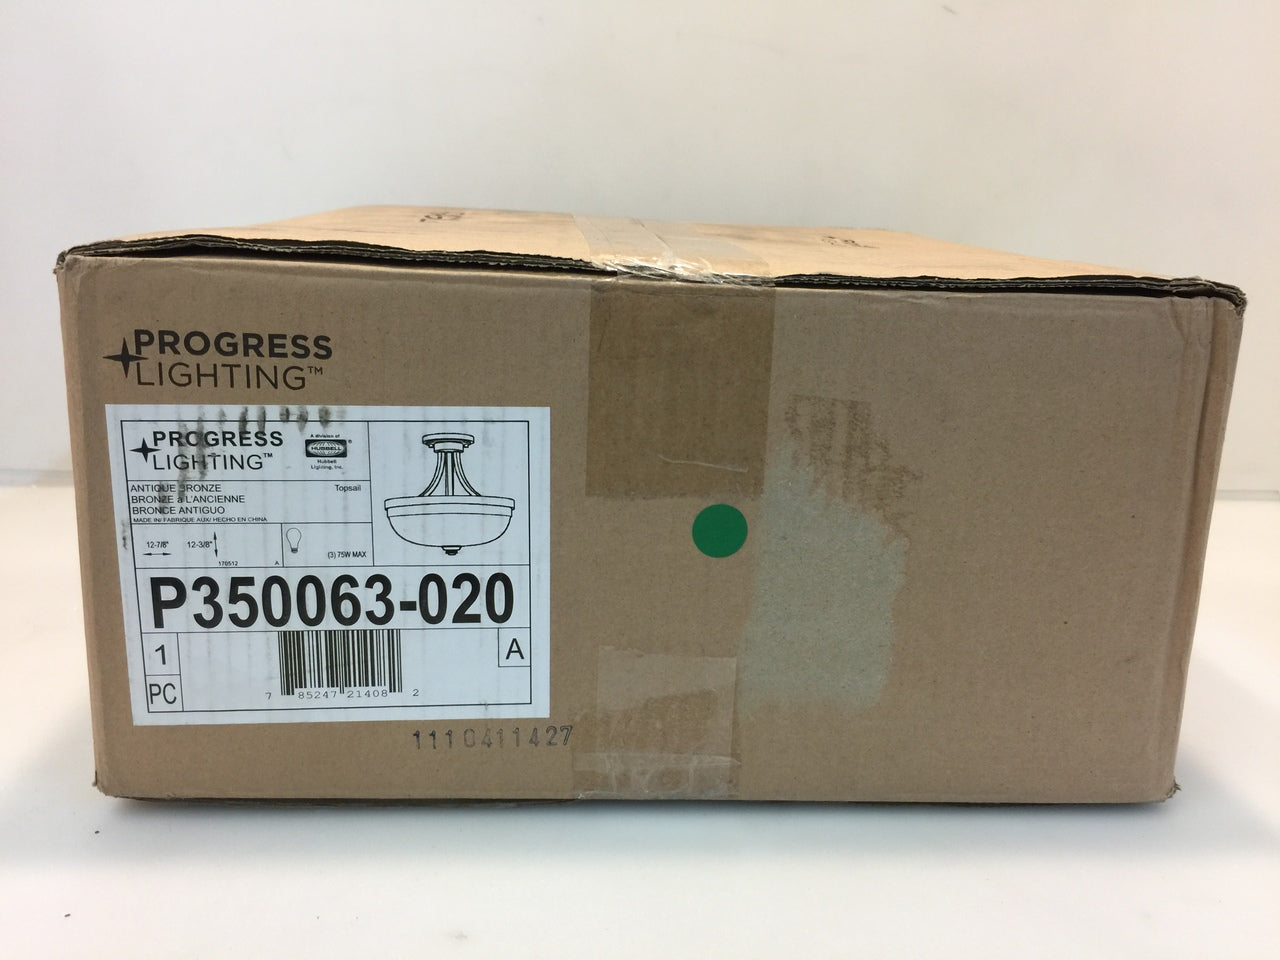 PROGRESS
LIGHTING™
PROGRESS
LIGHTING™
A division of
HUBBELL®
Hubbell
Lighting, Inc.
ANTIQUE BRONZE Topsail
BRONZE à L'ANCIENNE
BRONCE ANTIGUO
MADE IN/ FABRIQUE AUX/ HECHO EN CHINA
12-7/8" 12-3/8"
170512 A
(3) 75W MAX
P350063-020
1
A
PC
7 85247 21408 2
1110411427